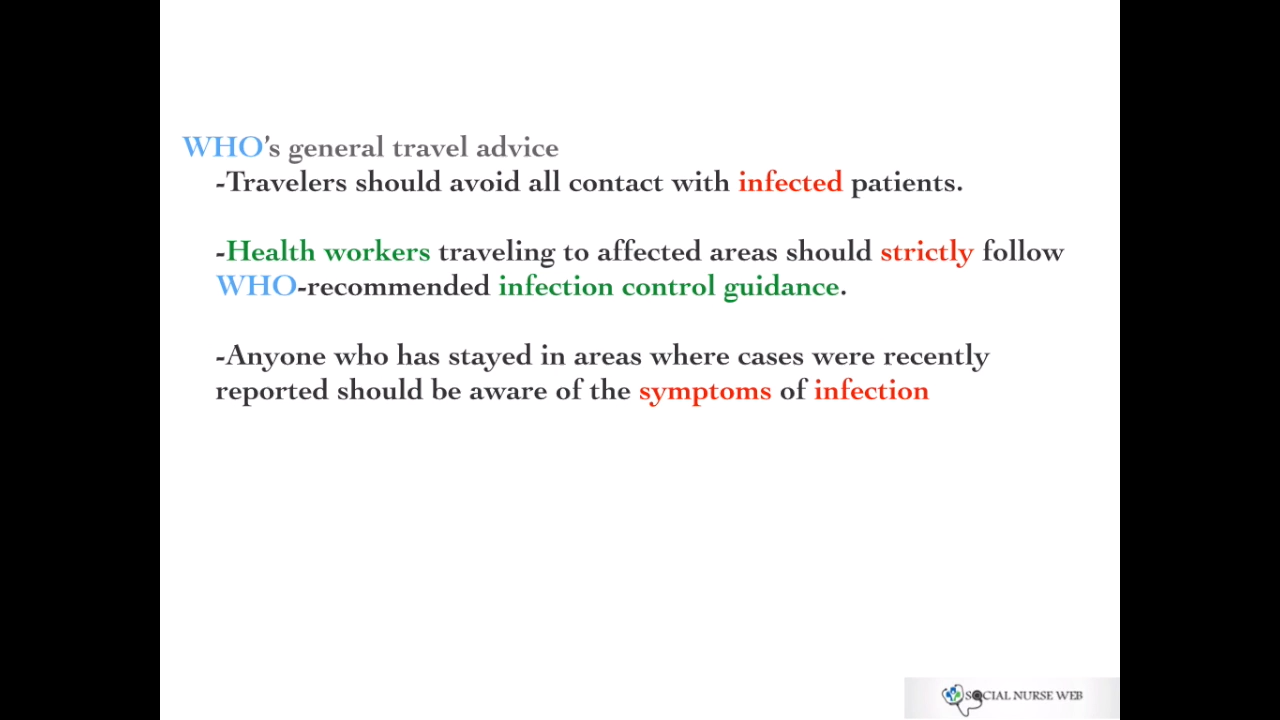 WHO's general travel advice
-Travelers should avoid all contact with infected patients.
-Health workers traveling to affected areas should strictly follow
WHO-recommended infection control guidance.
-Anyone who has stayed in areas where cases were recently
reported should be aware of the symptoms of infection
SOCIAL NURSE WEB